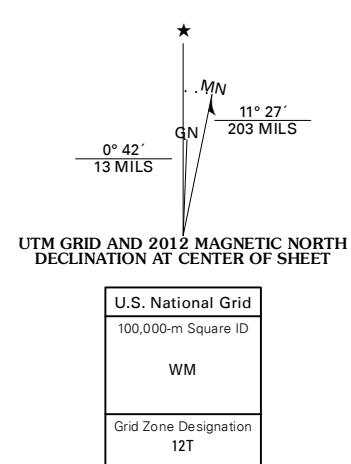 ★
MN
11° 27´
203 MILS
GN
0° 42´
13 MILS
UTM GRID AND 2012 MAGNETIC NORTH
DECLINATION AT CENTER OF SHEET
U.S. National Grid
100,000-m Square ID
WM
Grid Zone Designation
12T